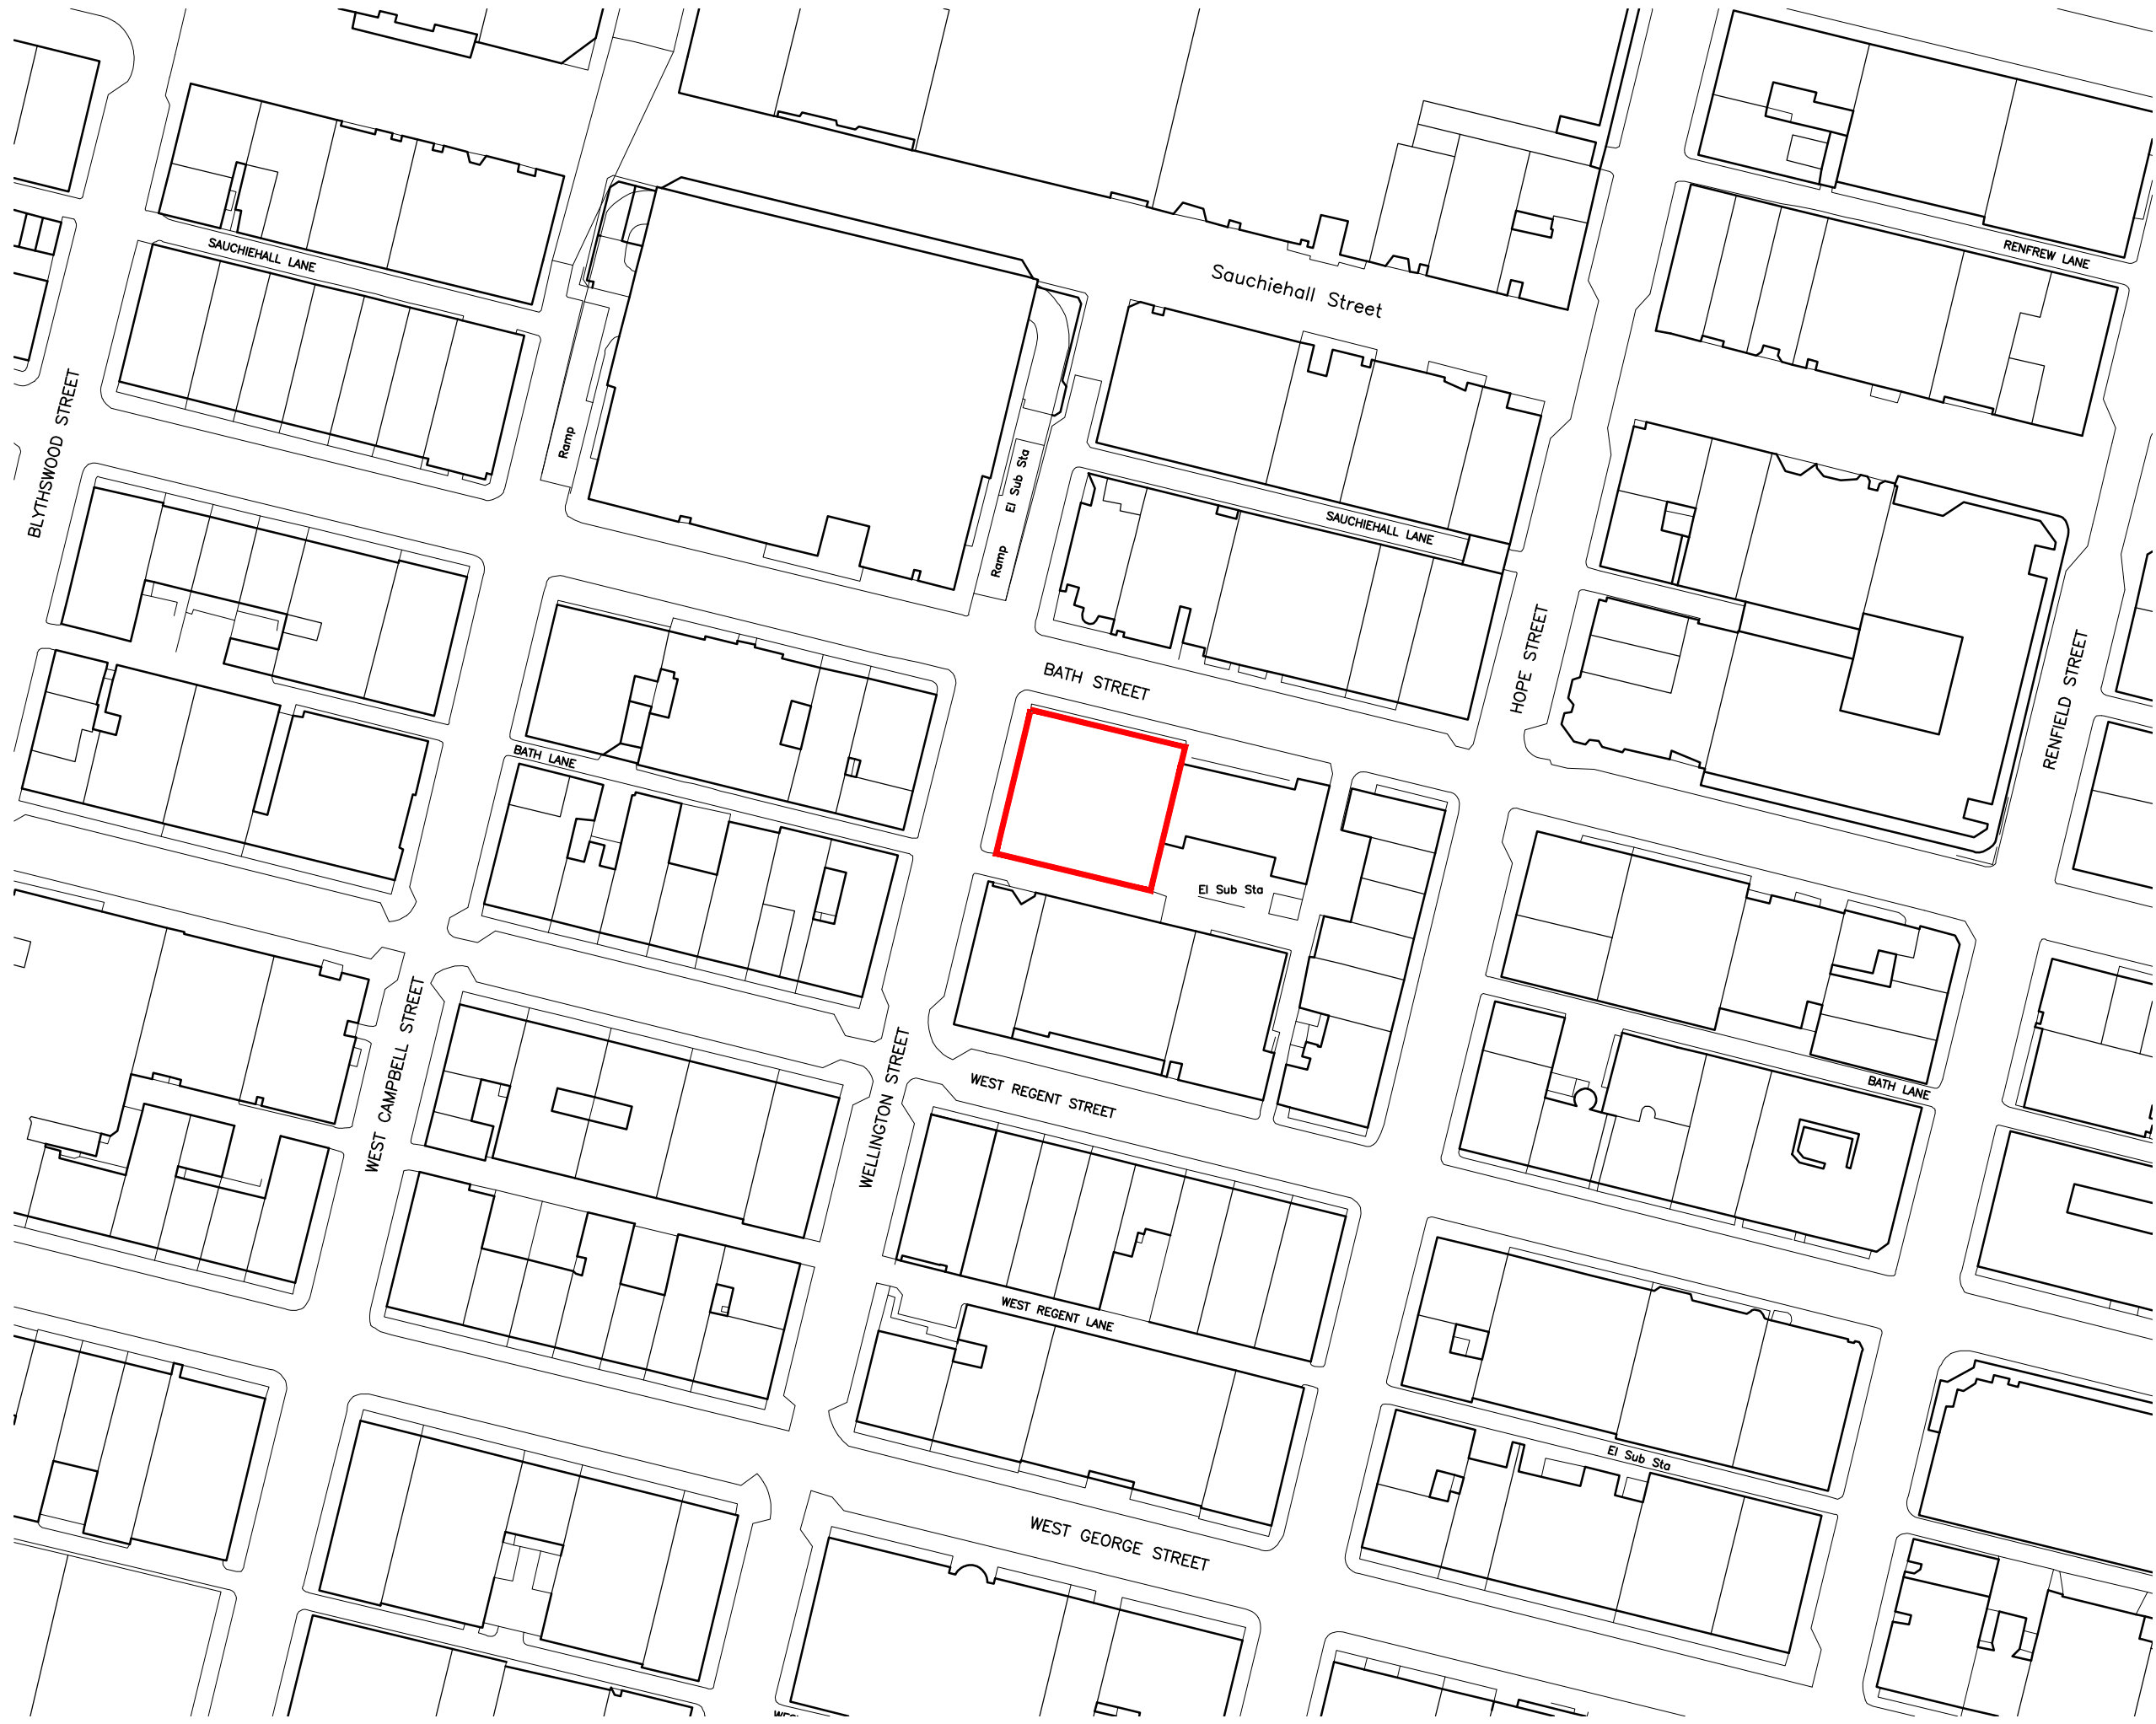 RENFREW LANE
SAUCHIEHALL LANE
Sauchiehall Street
BLYTHSWOOD STREET
Ramp
El Sub Sta
SAUCHIEHALL LANE
Ramp
HOPE STREET
RENFIELD STREET
BATH STREET
BATH LANE
El Sub Sta
WEST CAMPBELL STREET
WELLINGTON STREET
WEST REGENT STREET
BATH LANE
WEST REGENT LANE
El Sub Sta
WEST GEORGE STREET